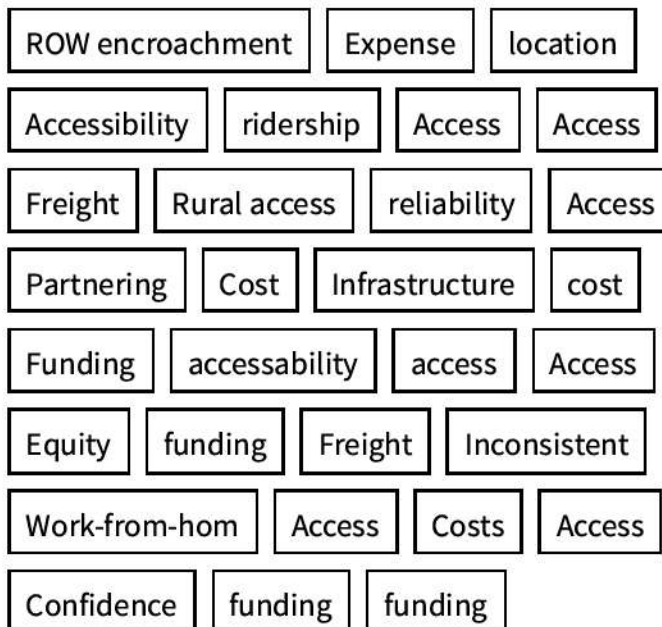 ROW encroachment Expense location
Accessibility ridership Access Access
Freight Rural access reliability Access
Partnering Cost Infrastructure cost
Funding accessability access Access
Equity funding Freight Inconsistent
Work-from-hom Access Costs Access
Confidence funding funding